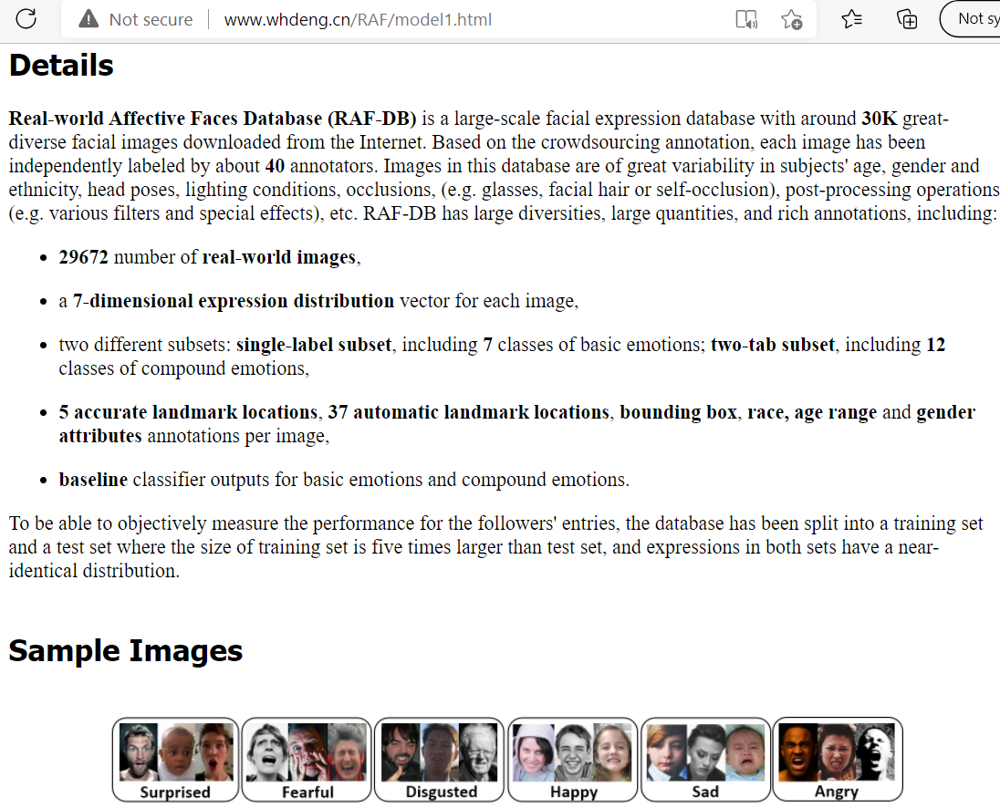 Not secure
www.whdeng.cn/RAF/model1.html
Not sy
Details
Real-world Affective Faces Database (RAF-DB) is a large-scale facial expression database with around 30K great-
diverse facial images downloaded from the Internet. Based on the crowdsourcing annotation, each image has been
independently labeled by about 40 annotators. Images in this database are of great variability in subjects' age, gender and
ethnicity, head poses, lighting conditions, occlusions, (e.g. glasses, facial hair or self-occlusion), post-processing operations
(e.g. various filters and special effects), etc. RAF-DB has large diversities, large quantities, and rich annotations, including:
• 29672 number of real-world images,
• a 7-dimensional expression distribution vector for each image,
• two different subsets: single-label subset, including 7 classes of basic emotions; two-tab subset, including 12
classes of compound emotions,
• 5 accurate landmark locations, 37 automatic landmark locations, bounding box, race, age range and gender
attributes annotations per image,
• baseline classifier outputs for basic emotions and compound emotions.
To be able to objectively measure the performance for the followers' entries, the database has been split into a training set
and a test set where the size of training set is five times larger than test set, and expressions in both sets have a near-
identical distribution.
Sample Images
Surprised
Fearful
Disgusted
Happy
Sad
Angry